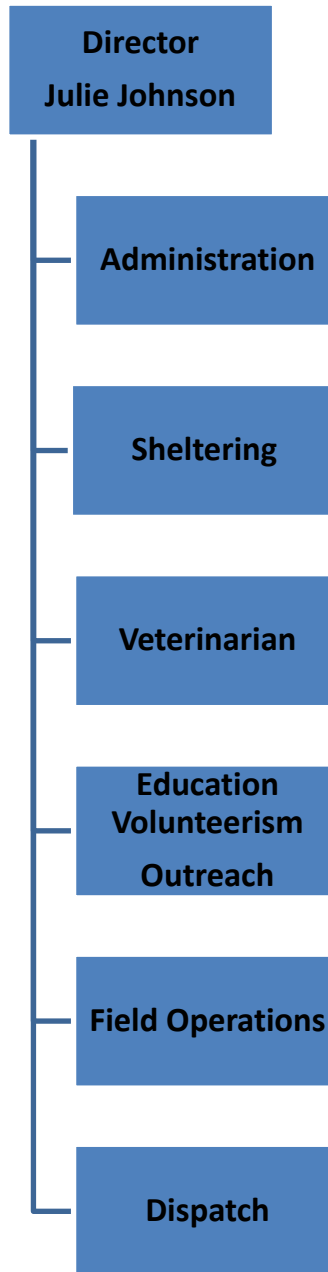 Director
Julie Johnson
Administration
Sheltering
Veterinarian
Education
Volunteerism
Outreach
Field Operations
Dispatch